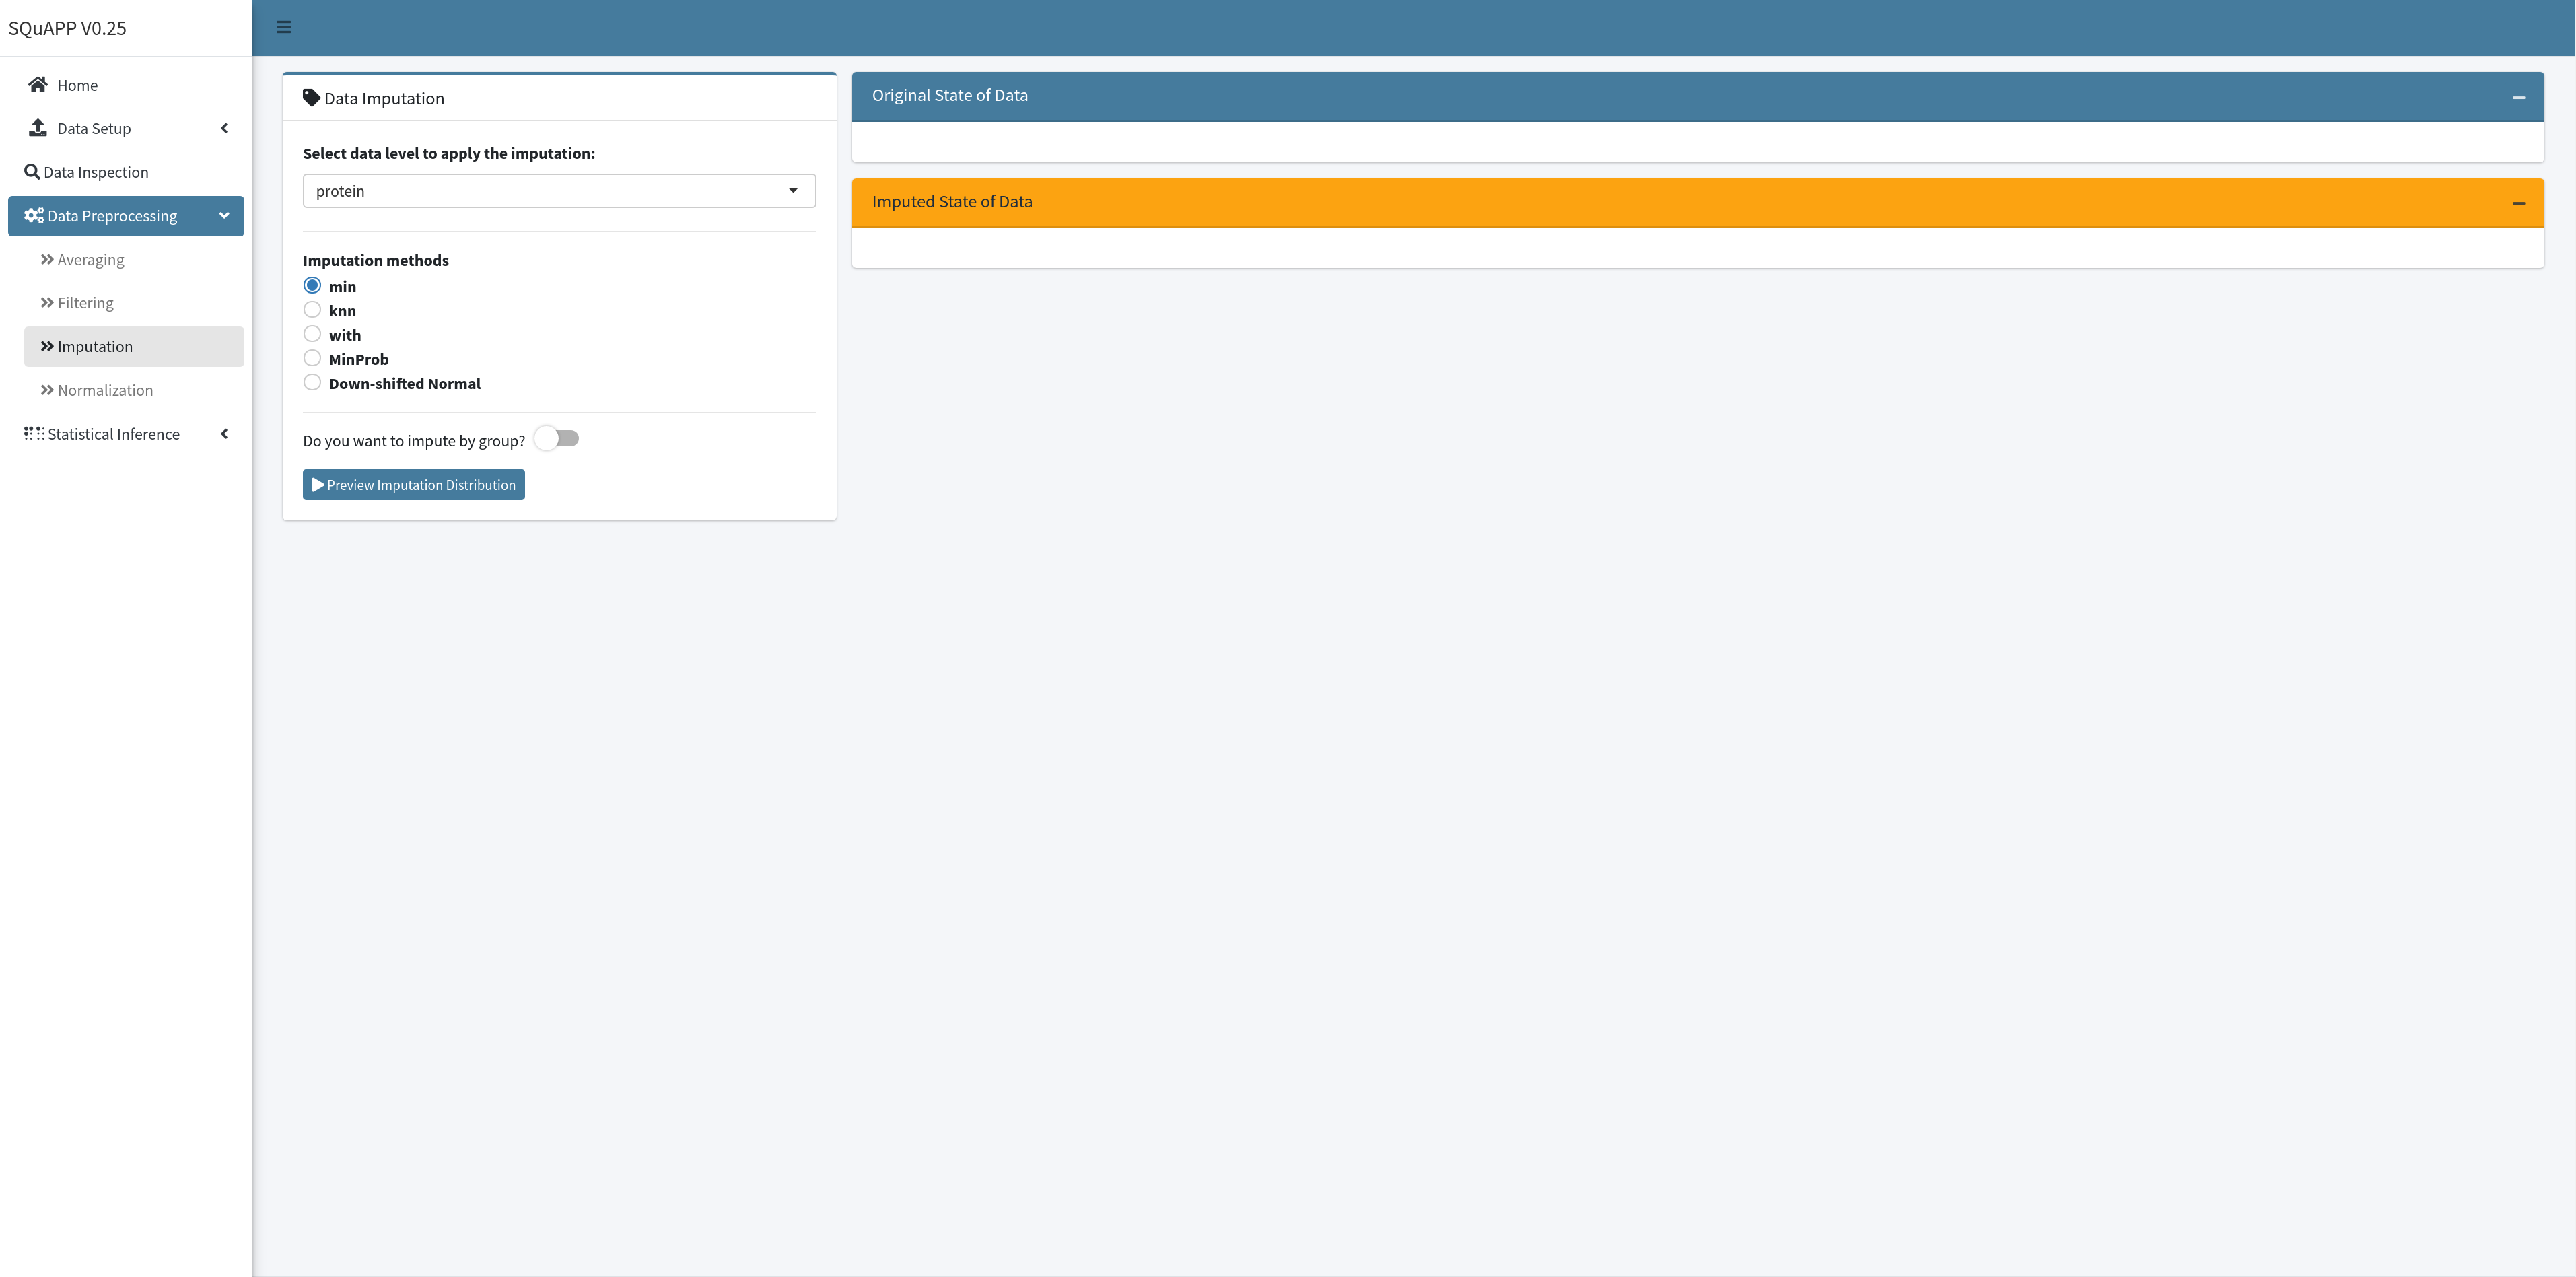 SQuAPP V0.25
Home
Data Setup
Data Inspection
Data Preprocessing
Averaging
Filtering
Imputation
Normalization
Statistical Inference
Data Imputation
Select data level to apply the imputation:
protein
Imputation methods
min
knn
with
MinProb
Down-shifted Normal
Do you want to impute by group?
Preview Imputation Distribution
Original State of Data
Imputed State of Data